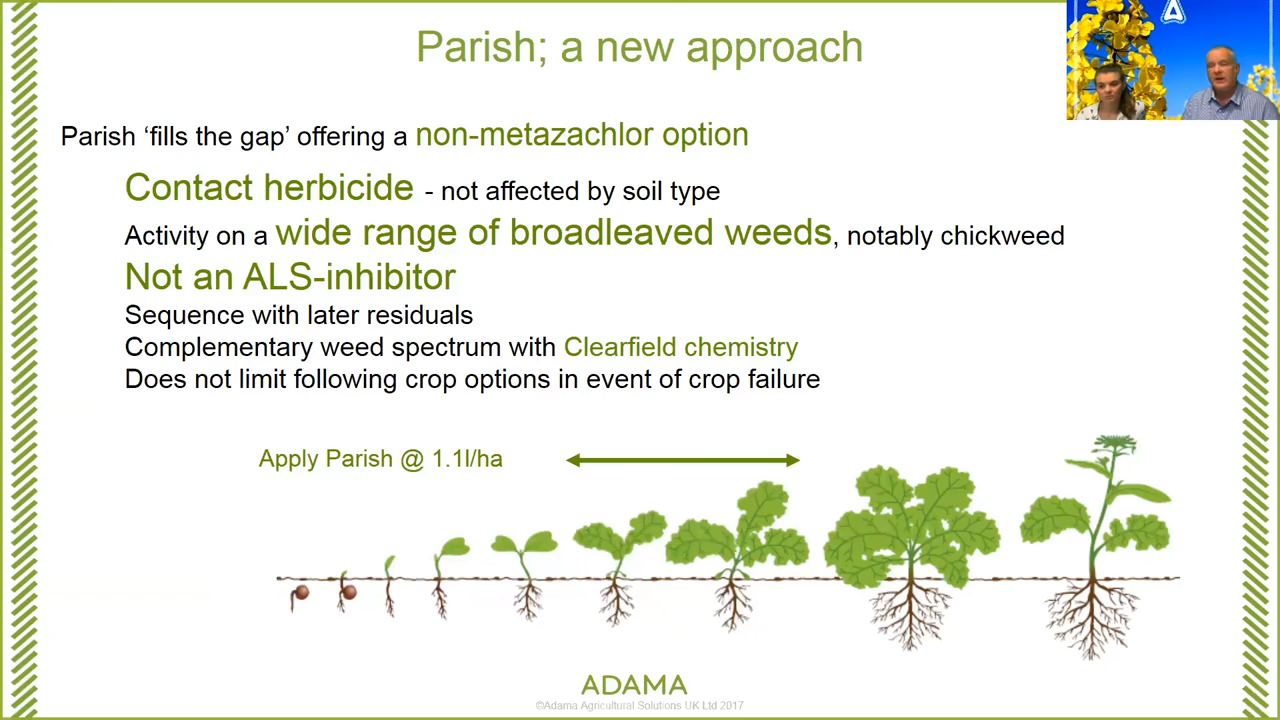 Parish; a new approach
Parish ‘fills the gap’ offering a non-metazachlor option
Contact herbicide - not affected by soil type
Activity on a wide range of broadleaved weeds, notably chickweed
Not an ALS-inhibitor
Sequence with later residuals
Complementary weed spectrum with Clearfield chemistry
Does not limit following crop options in event of crop failure
Apply Parish @ 1.1l/ha
ADAMA
©Adama Agricultural Solutions UK Ltd 2017